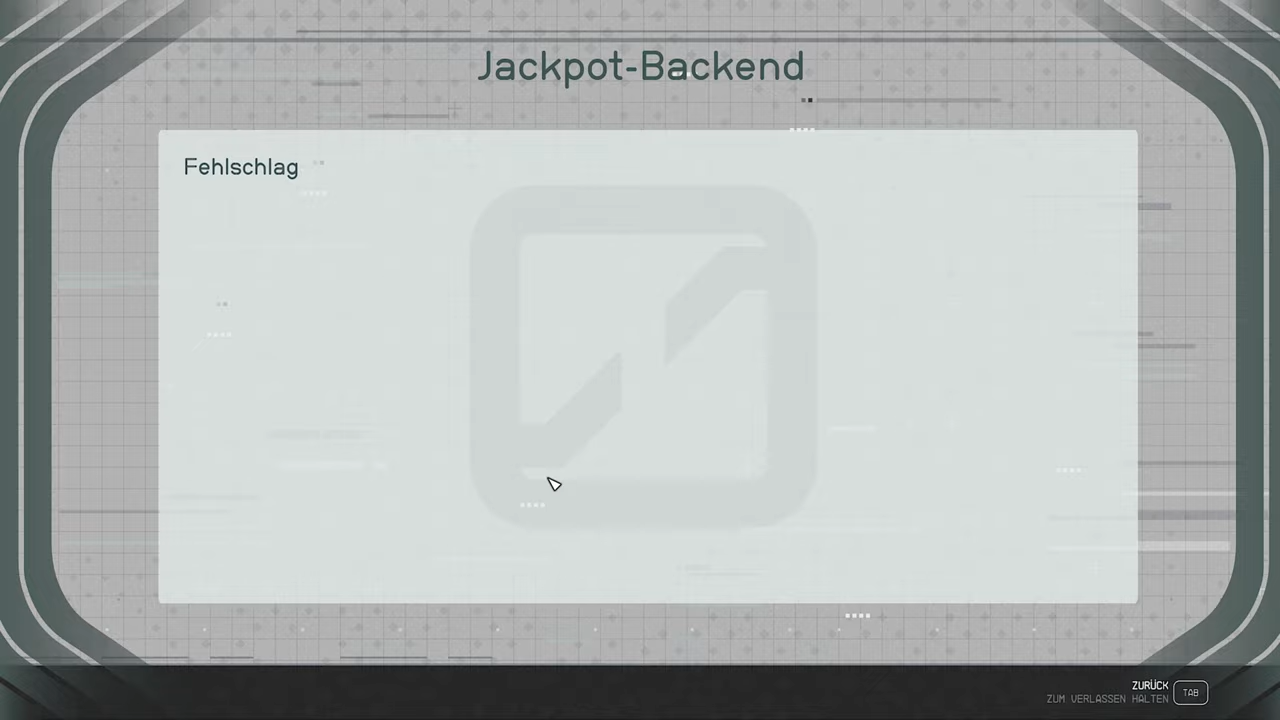 Jackpot-Backend
Fehlschlag
ZURÜCK
ZUM VERLASSEN HALTEN
TAB